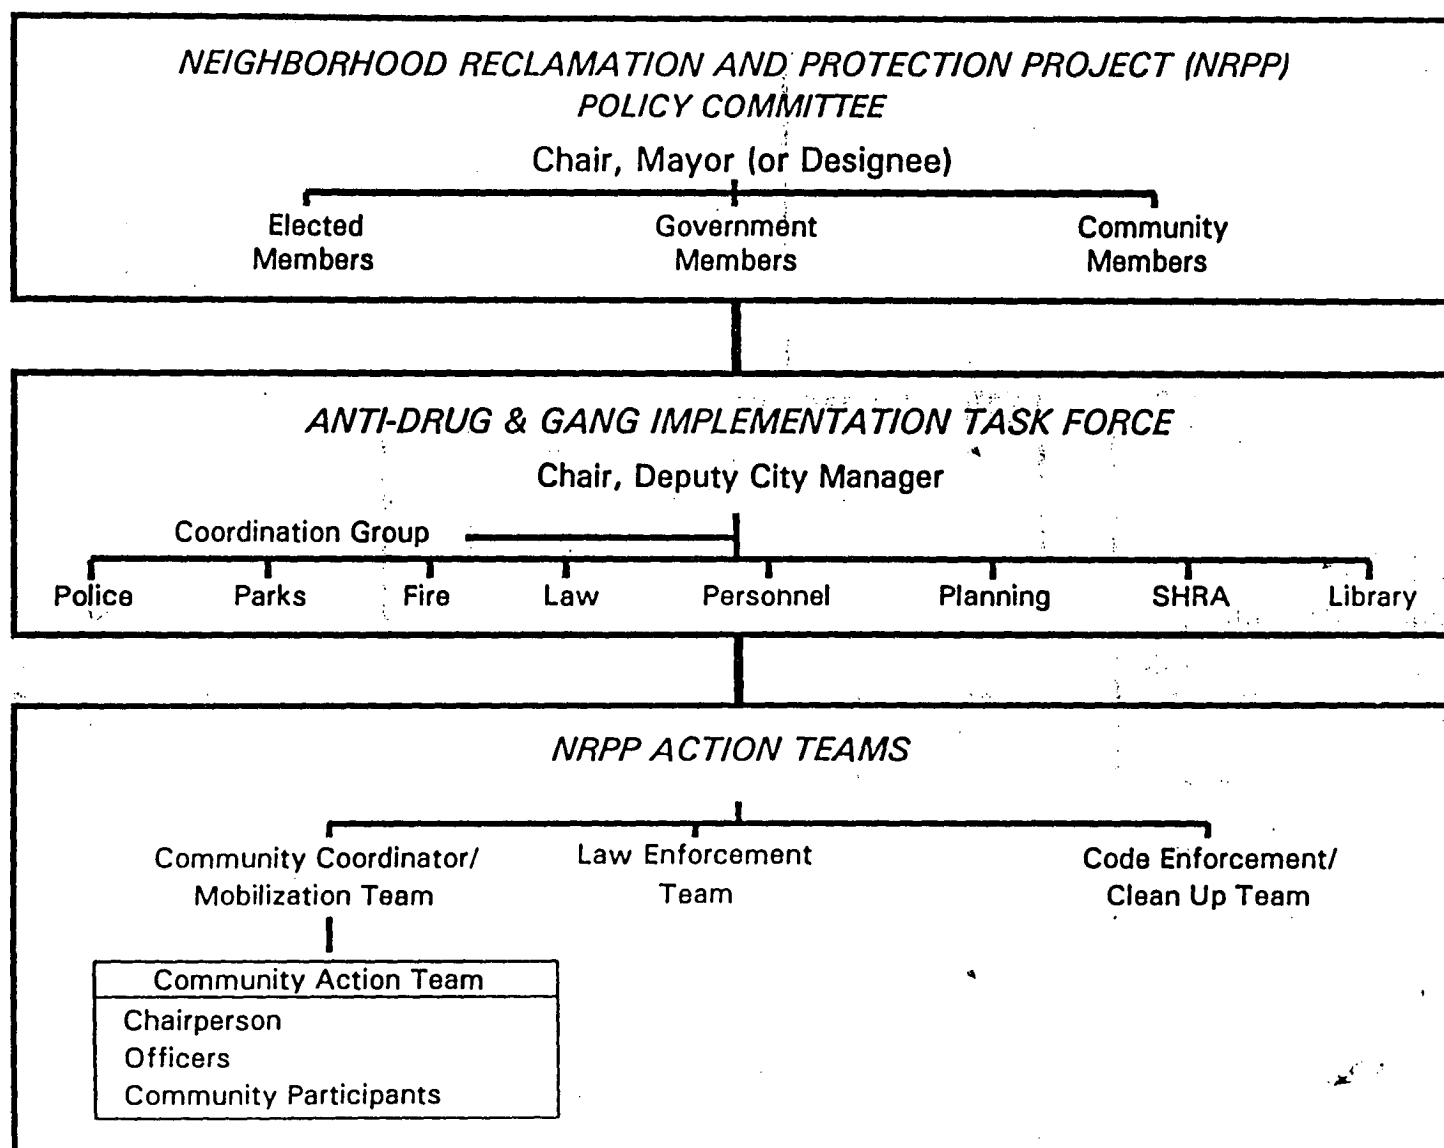 NEIGHBORHOOD RECLAMATION AND PROTECTION PROJECT (NRPP)
POLICY COMMITTEE
Chair, Mayor (or Designee)
Elected Members
Government Members
Community Members
ANTI-DRUG & GANG IMPLEMENTATION TASK FORCE
Chair, Deputy City Manager
Coordination Group
Police Parks Fire Law Personnel Planning SHRA Library
NRPP ACTION TEAMS
Community Coordinator/
Mobilization Team
Law Enforcement
Team
Code Enforcement/
Clean Up Team
Community Action Team
Chairperson
Officers
Community Participants